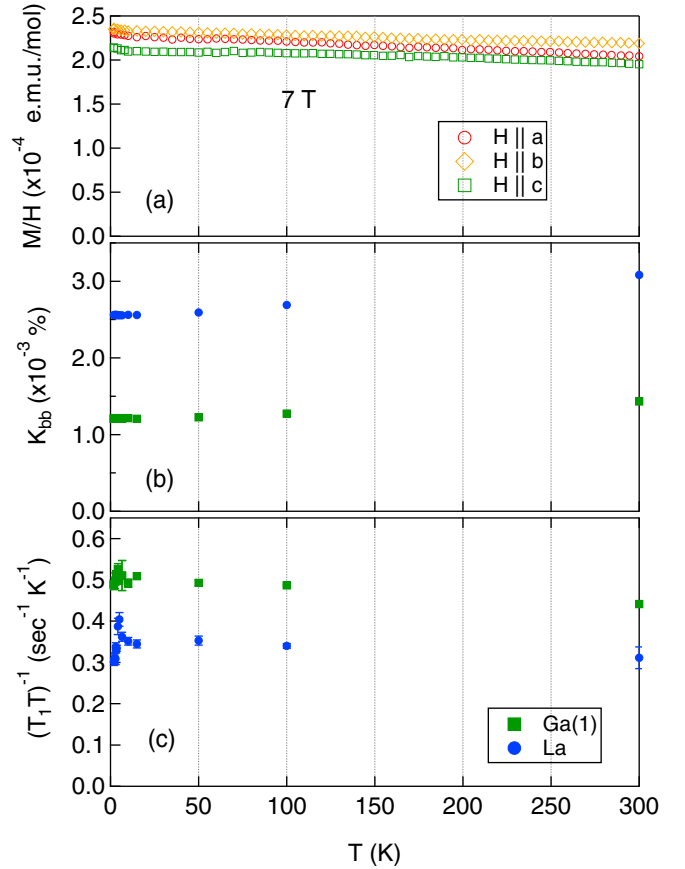 2.5
2.0
1.5
1.0
0.5
0.0
M/H (x10⁻⁴ e.m.u./mol)
7 T
H || a
H || b
H || c
(a)
3.0
2.0
1.0
0.0
K_bb (x10⁻³ %)
(b)
0.6
0.5
0.4
0.3
0.2
0.1
0.0
(T₁T)⁻¹ (sec⁻¹ K⁻¹)
(c)
Ga(1)
La
0 50 100 150 200 250 300
T (K)